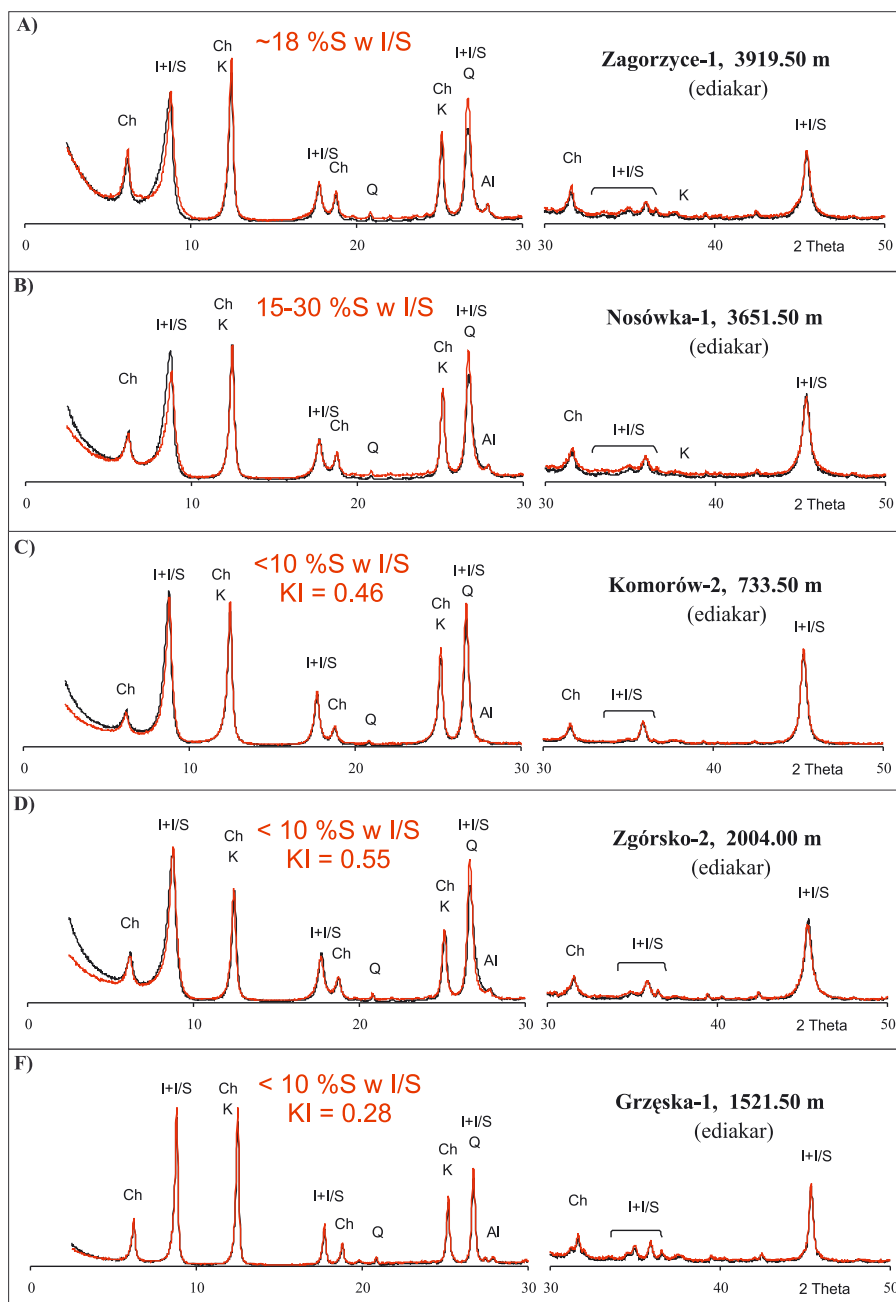 A)
~18 %S w I/S
Zagorzyce-1, 3919.50 m
(ediakar)
Ch
I+I/S
Ch
K
I+I/S
Ch
Q
Ch
K
I+I/S
Q
Al
Ch
I+I/S
K
I+I/S
0
10
20
30
30
40
2 Theta
50
B)
15-30 %S w I/S
Nosówka-1, 3651.50 m
(ediakar)
Ch
I+I/S
Ch
K
I+I/S
Ch
Q
Ch
K
I+I/S
Q
Al
Ch
I+I/S
K
I+I/S
0
10
20
30
30
40
2 Theta
50
C)
<10 %S w I/S
KI = 0.46
Komorów-2, 733.50 m
(ediakar)
Ch
I+I/S
Ch
K
I+I/S
Ch
Q
Ch
K
I+I/S
Q
Al
Ch
I+I/S
I+I/S
0
10
20
30
30
40
2 Theta
50
D)
< 10 %S w I/S
KI = 0.55
Zgórsko-2, 2004.00 m
(ediakar)
Ch
I+I/S
Ch
K
I+I/S
Ch
Q
Ch
K
I+I/S
Q
Al
Ch
I+I/S
I+I/S
0
10
20
30
30
40
2 Theta
50
F)
< 10 %S w I/S
KI = 0.28
Grzęska-1, 1521.50 m
(ediakar)
Ch
I+I/S
Ch
K
I+I/S
Ch
Q
Ch
K
I+I/S
Q
Al
Ch
I+I/S
I+I/S
0
10
20
30
30
40
2 Theta
50